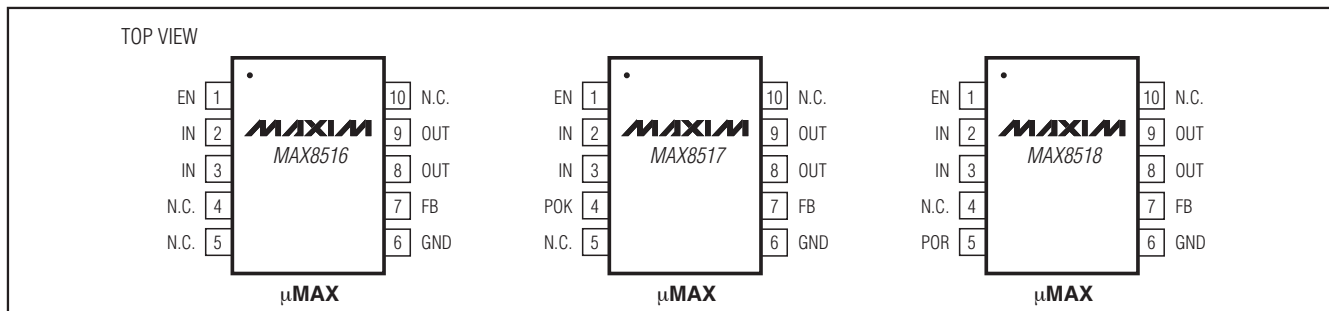 TOP VIEW
EN 1
IN 2
IN 3
N.C. 4
N.C. 5
MAXIM
MAX8516
10 N.C.
9 OUT
8 OUT
7 FB
6 GND
μMAX
EN 1
IN 2
IN 3
POK 4
N.C. 5
MAXIM
MAX8517
10 N.C.
9 OUT
8 OUT
7 FB
6 GND
μMAX
EN 1
IN 2
IN 3
N.C. 4
POR 5
MAXIM
MAX8518
10 N.C.
9 OUT
8 OUT
7 FB
6 GND
μMAX